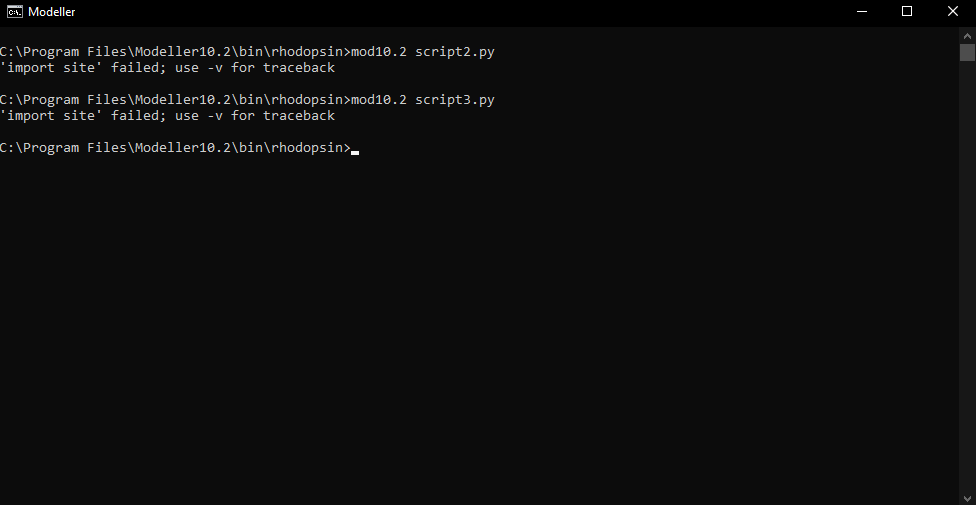 Modeller
C:\Program Files\Modeller10.2\bin\rhodopsin>mod10.2 script2.py
'import site' failed; use -v for traceback
C:\Program Files\Modeller10.2\bin\rhodopsin>mod10.2 script3.py
'import site' failed; use -v for traceback
C:\Program Files\Modeller10.2\bin\rhodopsin>